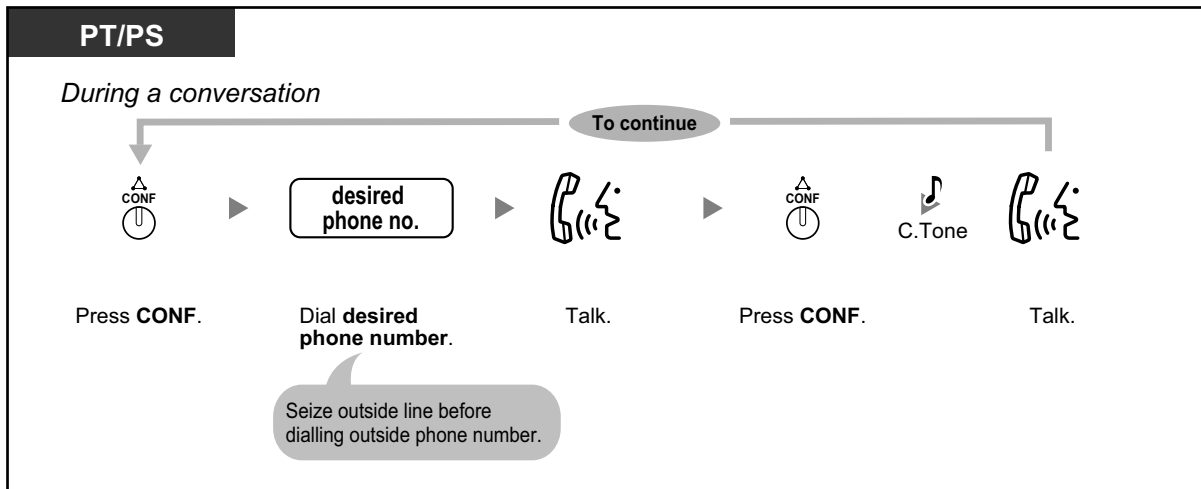 PT/PS
During a conversation
To continue
CONF
desired
phone no.
CONF
C.Tone
Press CONF.
Dial desired
phone number.
Talk.
Press CONF.
Talk.
Seize outside line before
dialling outside phone number.